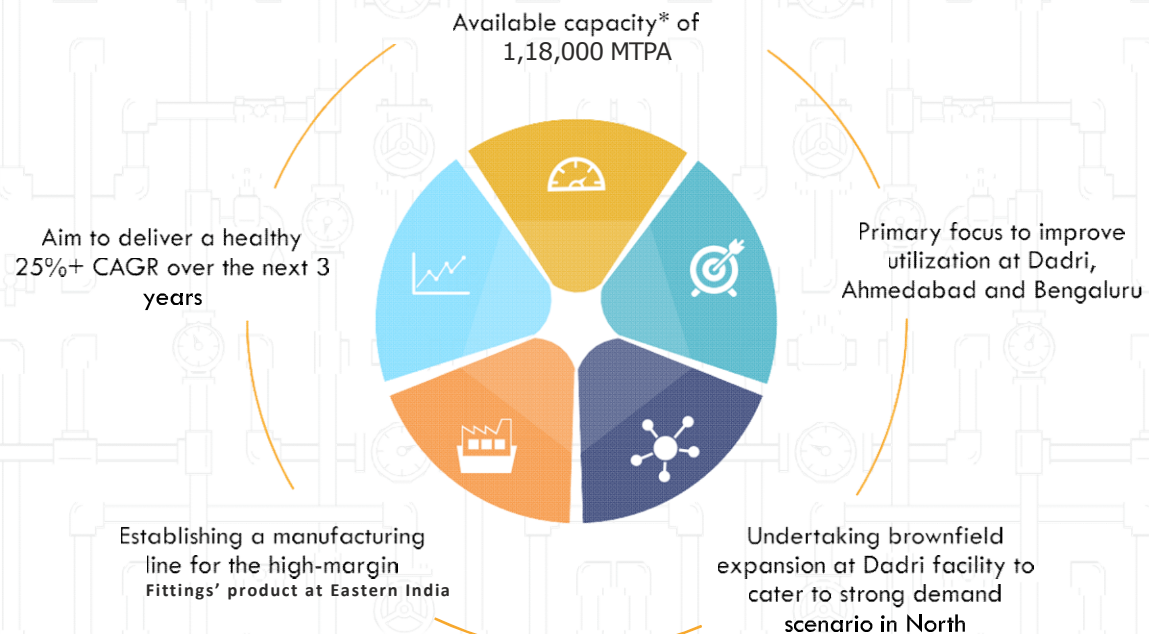 Available capacity* of
1,18,000 MTPA
Aim to deliver a healthy
25%+ CAGR over the next 3
years
Primary focus to improve
utilization at Dadri,
Ahmedabad and Bengaluru
Establishing a manufacturing
line for the high-margin
Fittings’ product at Eastern India
Undertaking brownfield
expansion at Dadri facility to
cater to strong demand
scenario in North